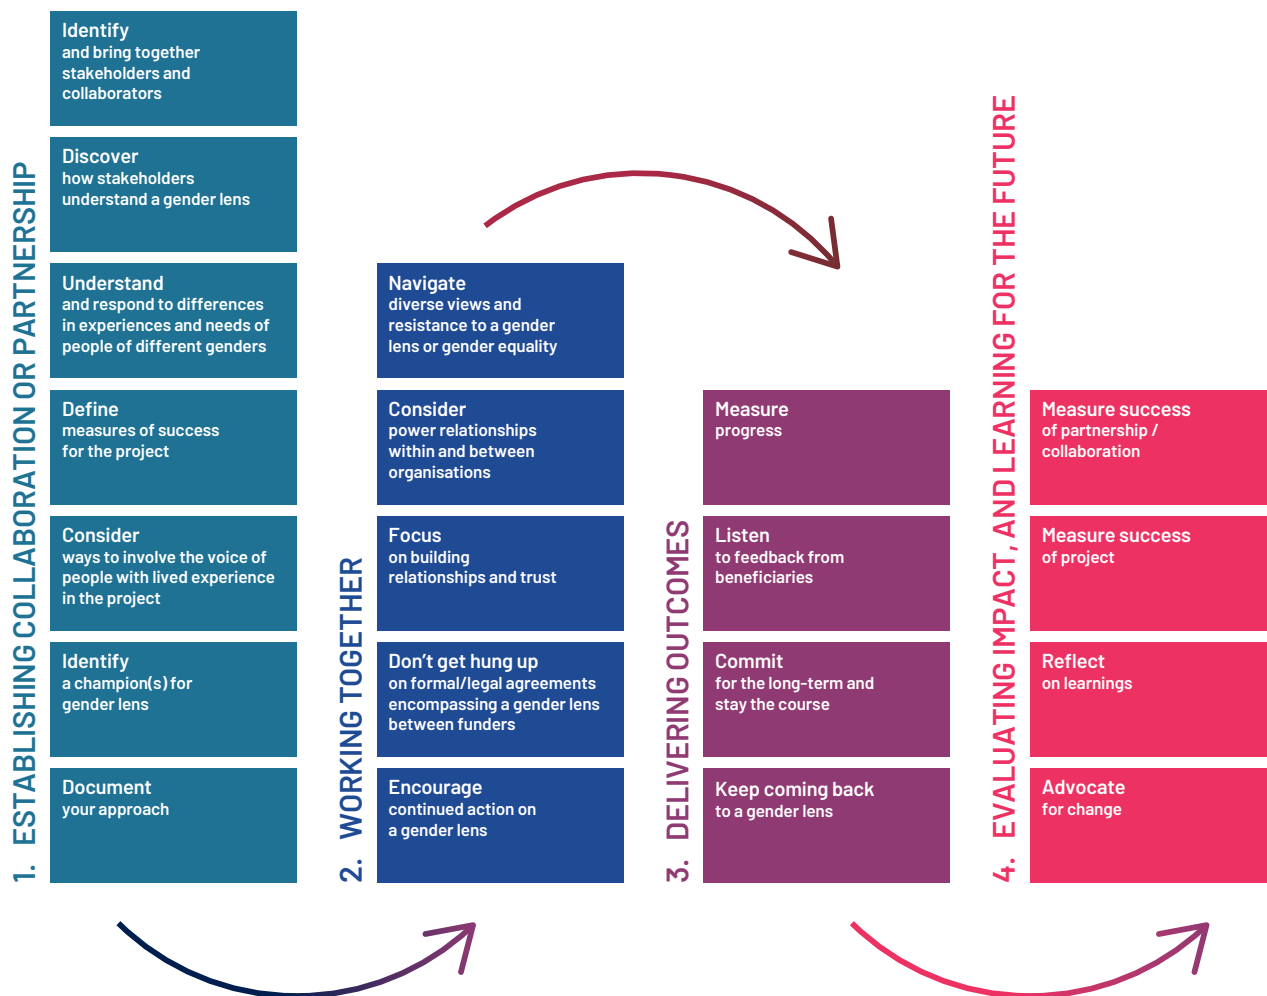 1. ESTABLISHING COLLABORATION OR PARTNERSHIP
Identify
and bring together
stakeholders and
collaborators
Discover
how stakeholders
understand a gender lens
Understand
and respond to differences
in experiences and needs of
people of different genders
Define
measures of success
for the project
Consider
ways to involve the voice of
people with lived experience
in the project
Identify
a champion(s) for
gender lens
Document
your approach
2. WORKING TOGETHER
Navigate
diverse views and
resistance to a gender
lens or gender equality
Consider
power relationships
within and between
organisations
Focus
on building
relationships and trust
Don’t get hung up
on formal/legal agreements
encompassing a gender lens
between funders
Encourage
continued action on
a gender lens
3. DELIVERING OUTCOMES
Measure
progress
Listen
to feedback from
beneficiaries
Commit
for the long-term and
stay the course
Keep coming back
to a gender lens
4. EVALUATING IMPACT, AND LEARNING FOR THE FUTURE
Measure success
of partnership /
collaboration
Measure success
of project
Reflect
on learnings
Advocate
for change